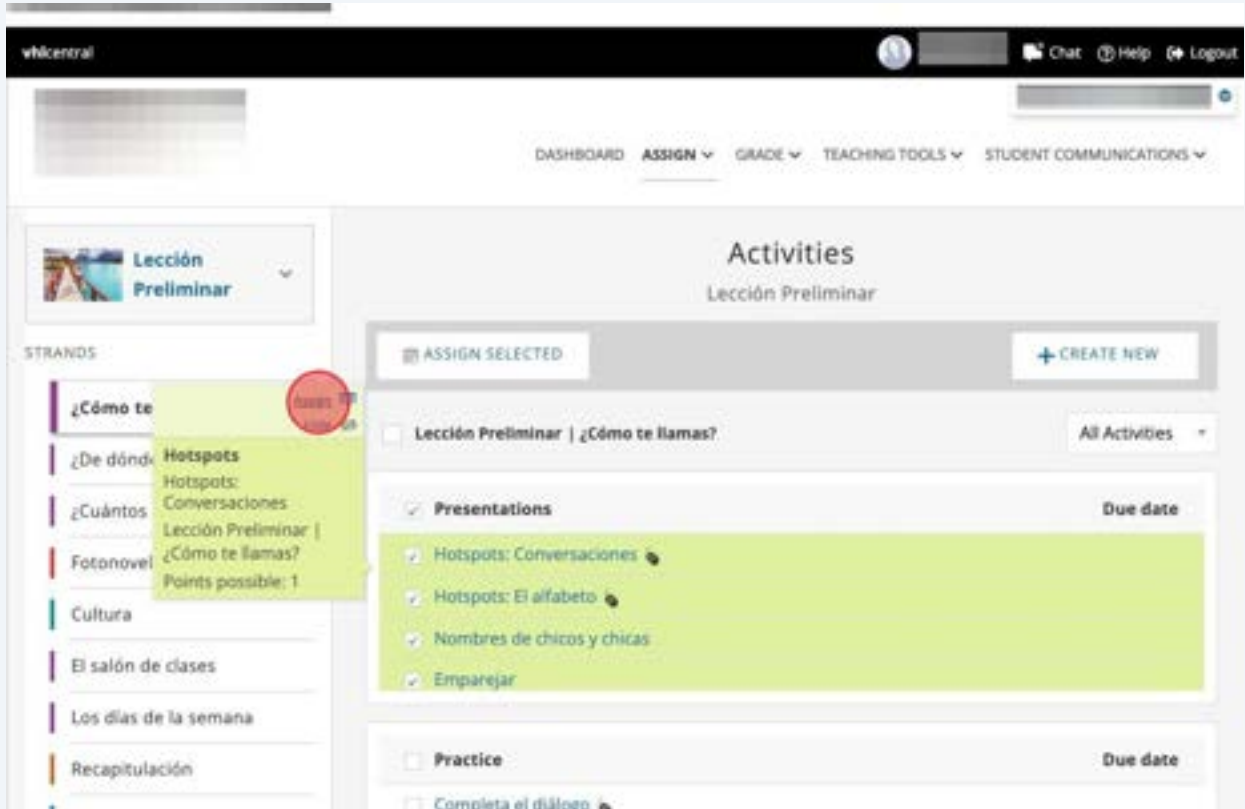 vhlcentral
Chat Help Logout
DASHBOARD ASSIGN GRADE TEACHING TOOLS STUDENT COMMUNICATIONS
Lección
Preliminar
Activities
Lección Preliminar
STRANDS
ASSIGN SELECTED
+ CREATE NEW
¿Cómo te
Lección Preliminar | ¿Cómo te llamas?
All Activities
¿De dónde
Hotspots
Hotspots:
Conversaciones
Lección Preliminar |
¿Cómo te llamas?
Points possible: 1
¿Cuántos
Fotonovel
Cultura
El salón de clases
Los días de la semana
Recapitulación
Presentations Due date
Hotspots: Conversaciones
Hotspots: El alfabeto
Nombres de chicos y chicas
Emparejar
Practice Due date
Completa el diálogo